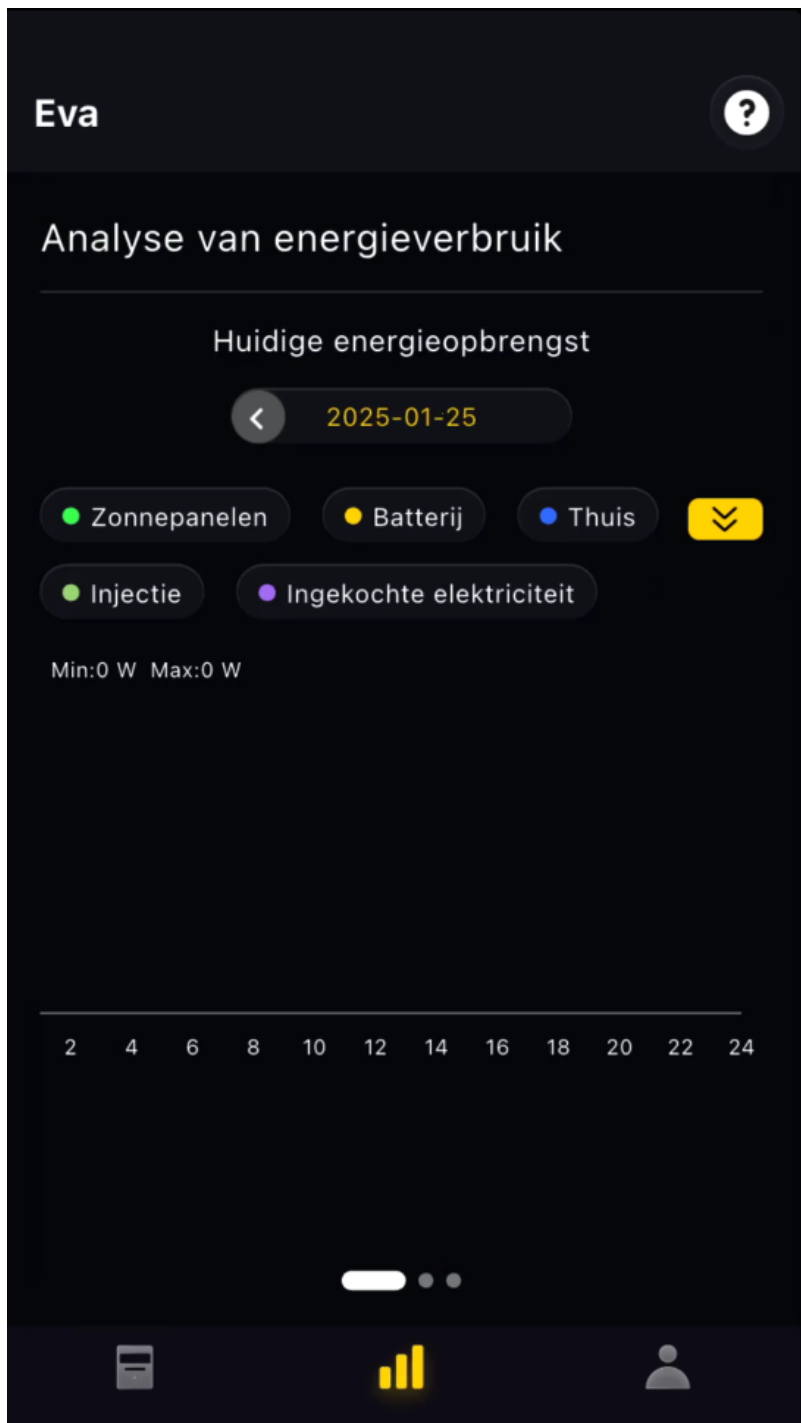 Eva
?
Analyse van energieverbruik
Huidige energieopbrengst
2025-01-25
Zonnepanelen Batterij Thuis
Injectie Ingekochte elektriciteit
Min:0 W Max:0 W
2 4 6 8 10 12 14 16 18 20 22 24